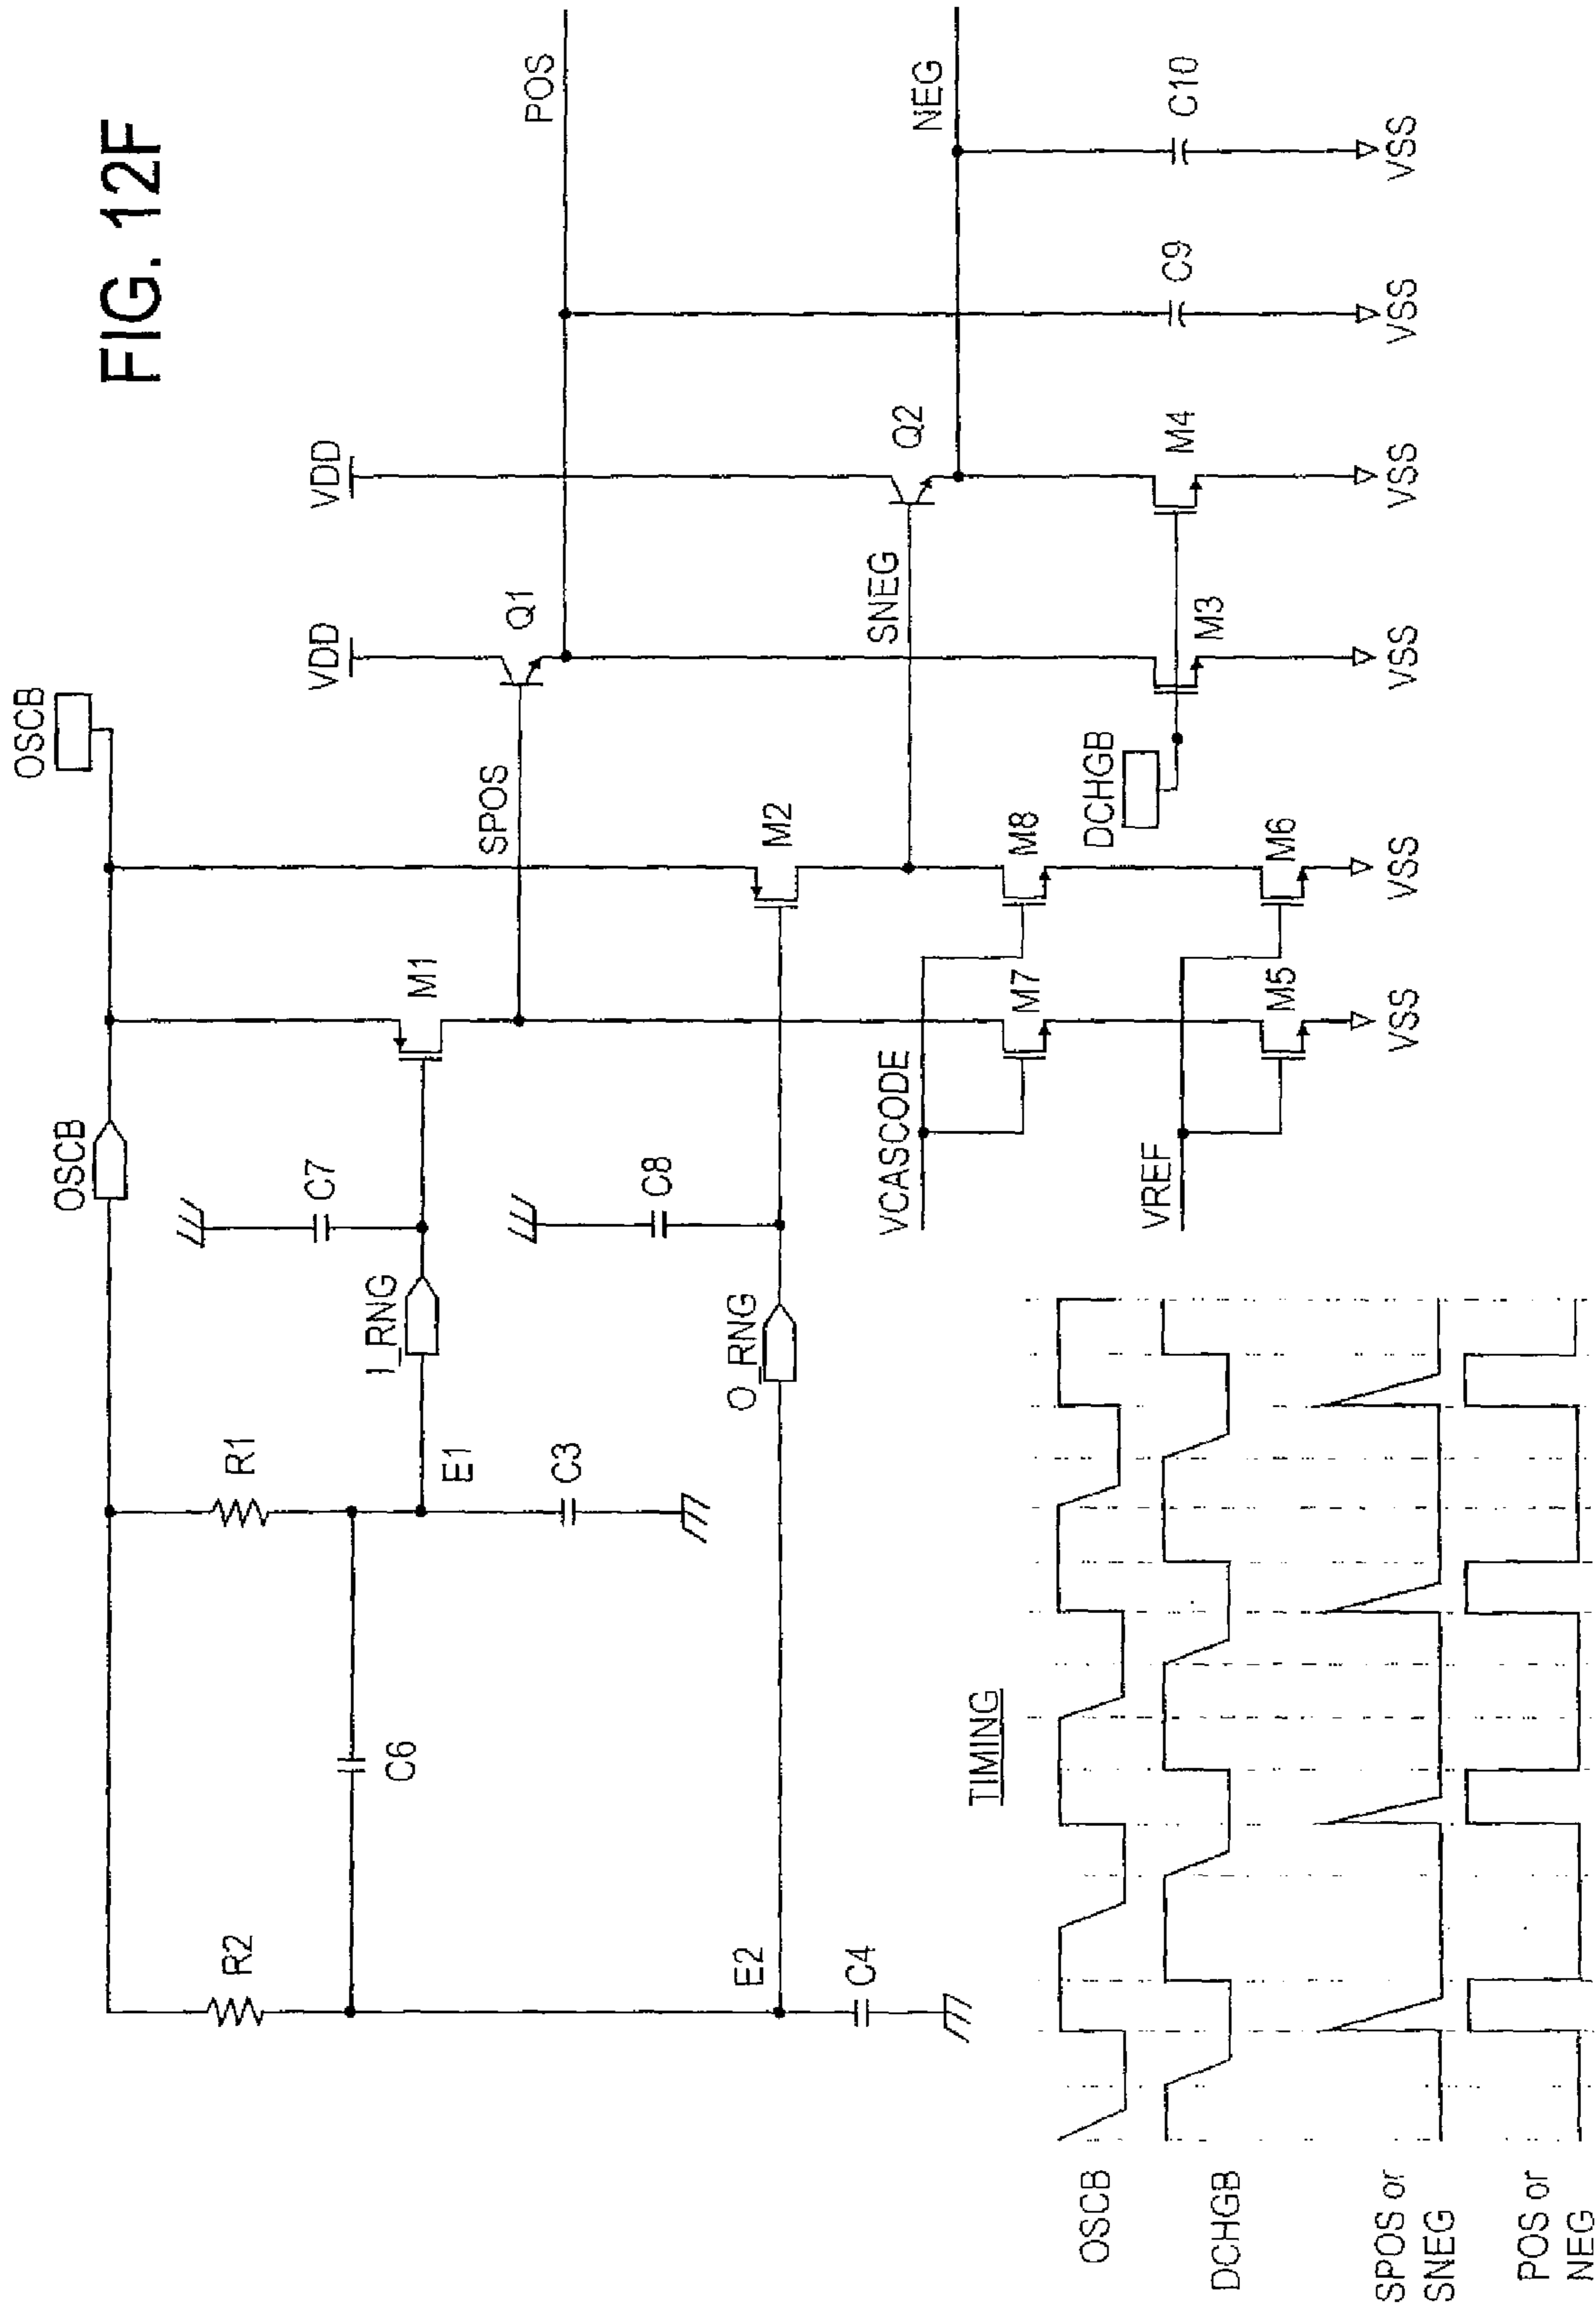 FIG. 12F
OSCB
OSCB
VDD
VDD
POS
R2
R1
I_RNG
C7
M1
SPOS
Q1
C6
E1
C3
C8
M2
SNEG
Q2
NEG
E2
C4
O_RNG
VCASCODE
M7
M8
DCHGB
M3
M4
C9
C10
VREF
M5
M6
VSS
VSS
VSS
VSS
VSS
VSS
TIMING
OSCB
DCHGB
SPOS or
SNEG
POS or
NEG